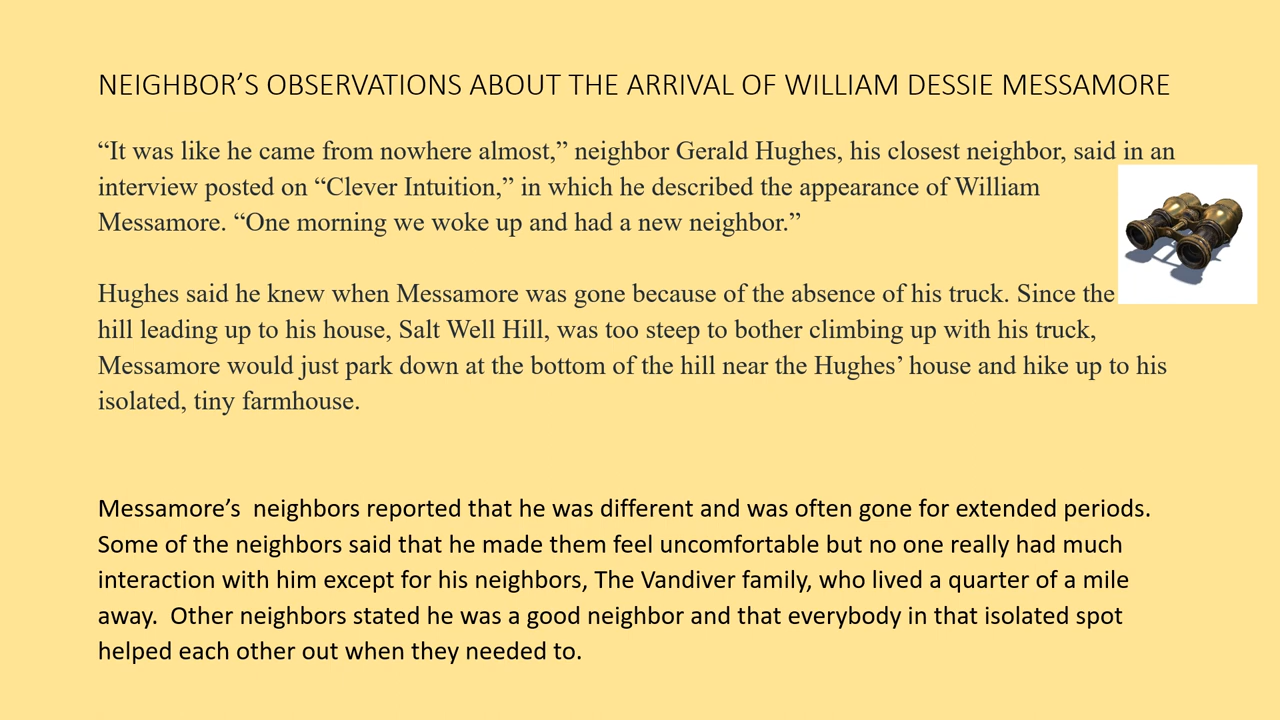 NEIGHBOR’S OBSERVATIONS ABOUT THE ARRIVAL OF WILLIAM DESSIE MESSAMORE
“It was like he came from nowhere almost,” neighbor Gerald Hughes, his closest neighbor, said in an
interview posted on “Clever Intuition,” in which he described the appearance of William
Messamore. “One morning we woke up and had a new neighbor.”
Hughes said he knew when Messamore was gone because of the absence of his truck. Since the
hill leading up to his house, Salt Well Hill, was too steep to bother climbing up with his truck,
Messamore would just park down at the bottom of the hill near the Hughes’ house and hike up to his
isolated, tiny farmhouse.
Messamore’s  neighbors reported that he was different and was often gone for extended periods.
Some of the neighbors said that he made them feel uncomfortable but no one really had much
interaction with him except for his neighbors, The Vandiver family, who lived a quarter of a mile
away.  Other neighbors stated he was a good neighbor and that everybody in that isolated spot
helped each other out when they needed to.